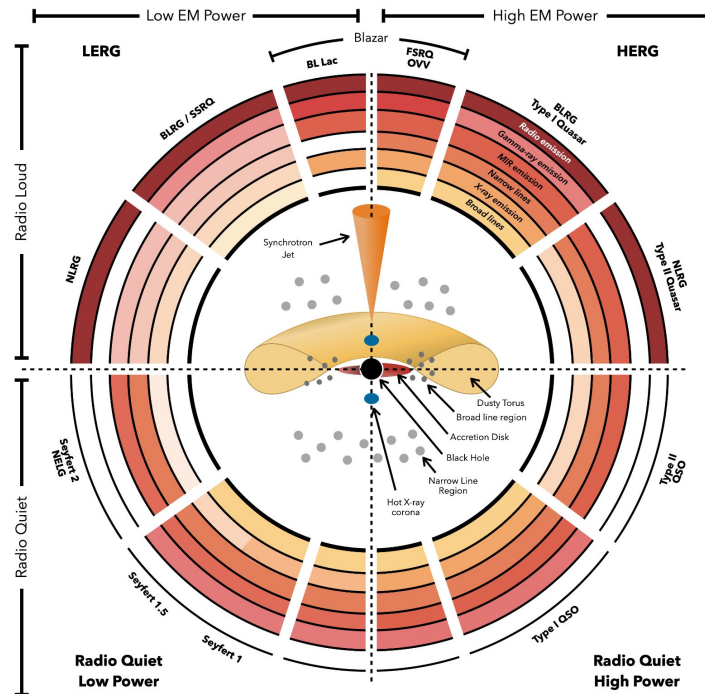 Low EM Power
High EM Power
Blazar
LERG
HERG
BL Lac
FSRQ
OVV
BLRG / SSRQ
BLRG
Type I Quasar
Radio emission
Gamma-ray emission
MIR emission
Narrow lines
X-ray emission
Broad lines
Radio Loud
NLRG
NLRG
Type II Quasar
Synchrotron
Jet
Dusty Torus
Broad line region
Accretion Disk
Black Hole
Narrow Line
Region
Hot X-ray
corona
Radio Quiet
Seyfert 2
NELG
Type II
QSO
Seyfert 1.5
Seyfert 1
Type I QSO
Radio Quiet
Low Power
Radio Quiet
High Power